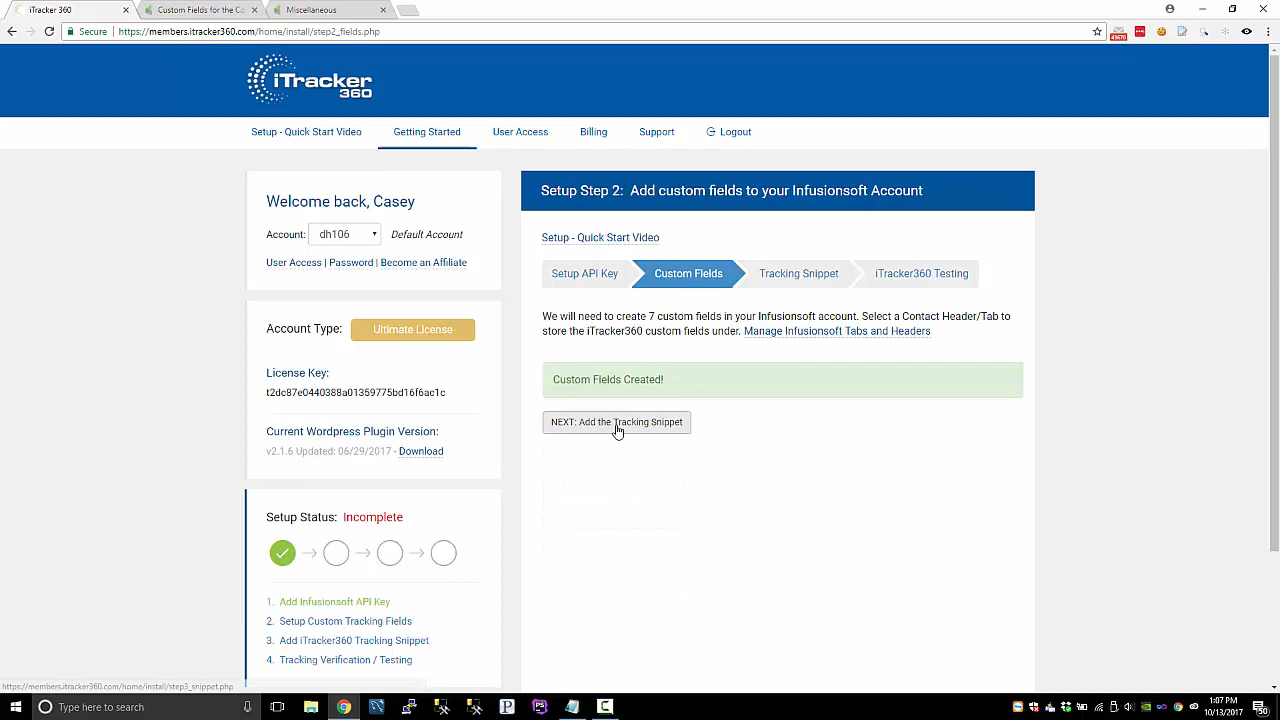 iTracker 360
Custom Fields for the Co
Miscellaneous
Secure
https://members.itracker360.com/home/install/step2_fields.php
43670
iTracker
360
Setup - Quick Start Video
Getting Started
User Access
Billing
Support
Logout
Welcome back, Casey
Account: dh106 Default Account
User Access | Password | Become an Affiliate
Account Type: Ultimate License
License Key:
t2dc87e0440388a01359775bd16f6ac1c
Current Wordpress Plugin Version:
v2.1.6 Updated: 06/29/2017 - Download
Setup Status: Incomplete
1. Add Infusionsoft API Key
2. Setup Custom Tracking Fields
3. Add iTracker360 Tracking Snippet
4. Tracking Verification / Testing
Setup Step 2: Add custom fields to your Infusionsoft Account
Setup - Quick Start Video
Setup API Key
Custom Fields
Tracking Snippet
iTracker360 Testing
We will need to create 7 custom fields in your Infusionsoft account. Select a Contact Header/Tab to
store the iTracker360 custom fields under. Manage Infusionsoft Tabs and Headers
Custom Fields Created!
NEXT: Add the Tracking Snippet
https://members.itracker360.com/home/install/step3_snippet.php
Type here to search
1:07 PM
10/13/2017
50